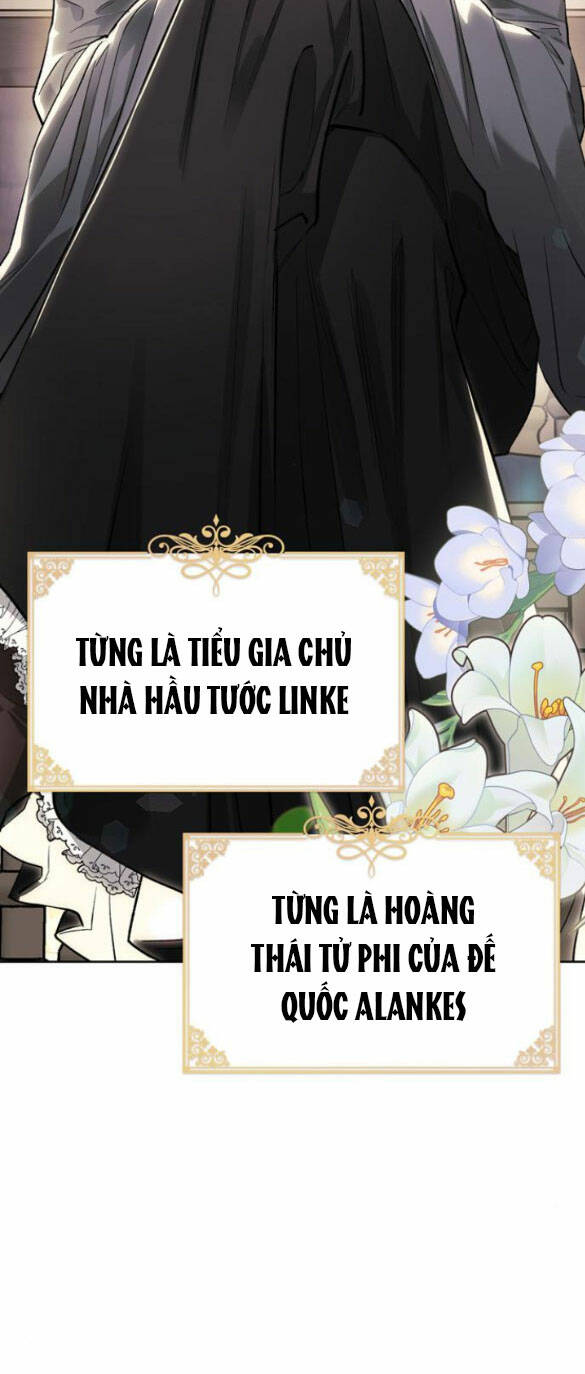 TỪNG LÀ TIỂU GIA CHỦ
NHÀ HẦU TƯỚC LINKE
TỪNG LÀ HOÀNG
THÁI TỬ PHI CỦA ĐẾ
QUỐC ALANKES